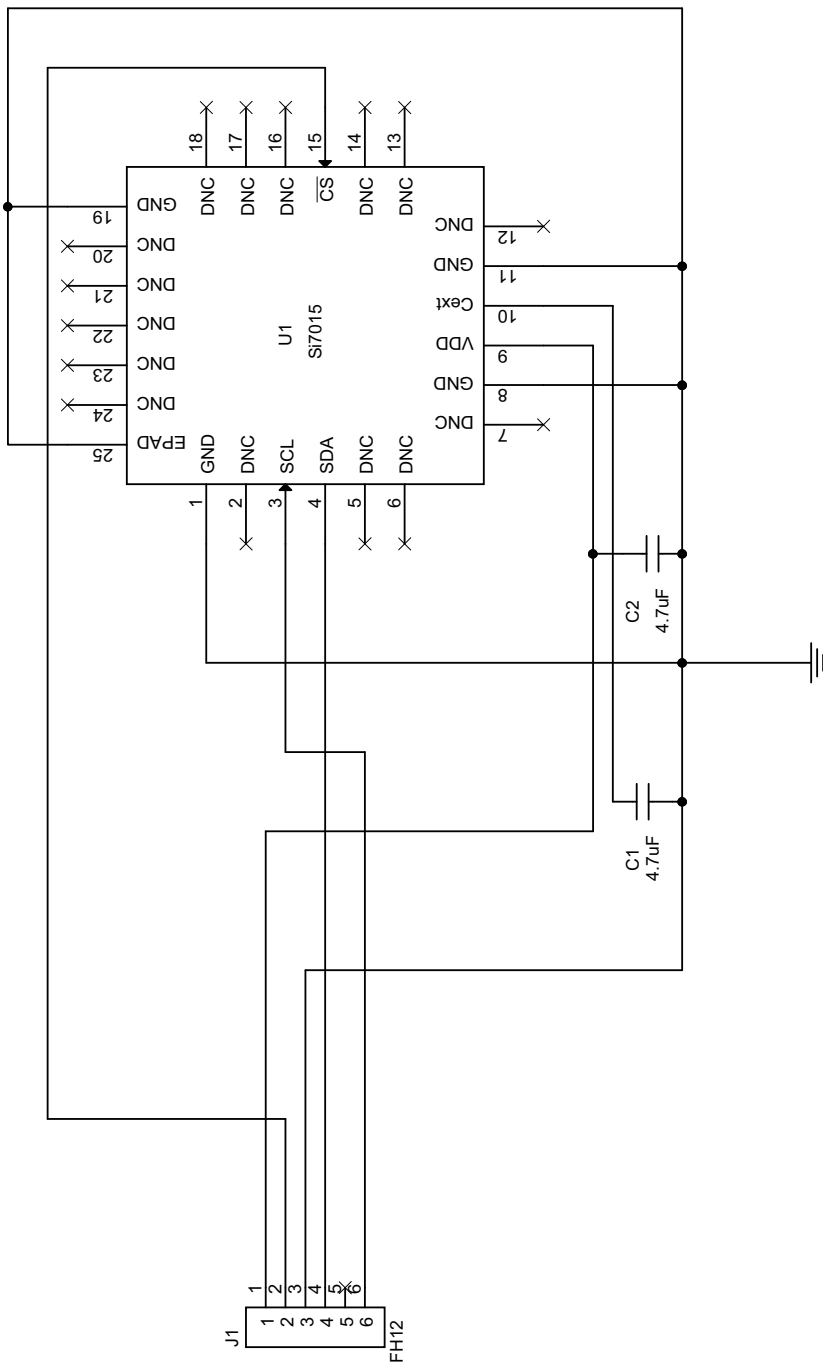 18
17
16
15
14
13
DNC
DNC
DNC
CS
DNC
DNC
19
GND
20
DNC
21
DNC
22
DNC
23
DNC
24
DNC
25
EPAD
DNC
12
GND
11
Cext
10
VDD
9
GND
8
DNC
7
U1
Si7015
GND
DNC
SCL
SDA
DNC
DNC
1
2
3
4
5
6
C2
4.7uF
C1
4.7uF
1
2
3
4
5
6
J1
1
2
3
4
5
6
FH12